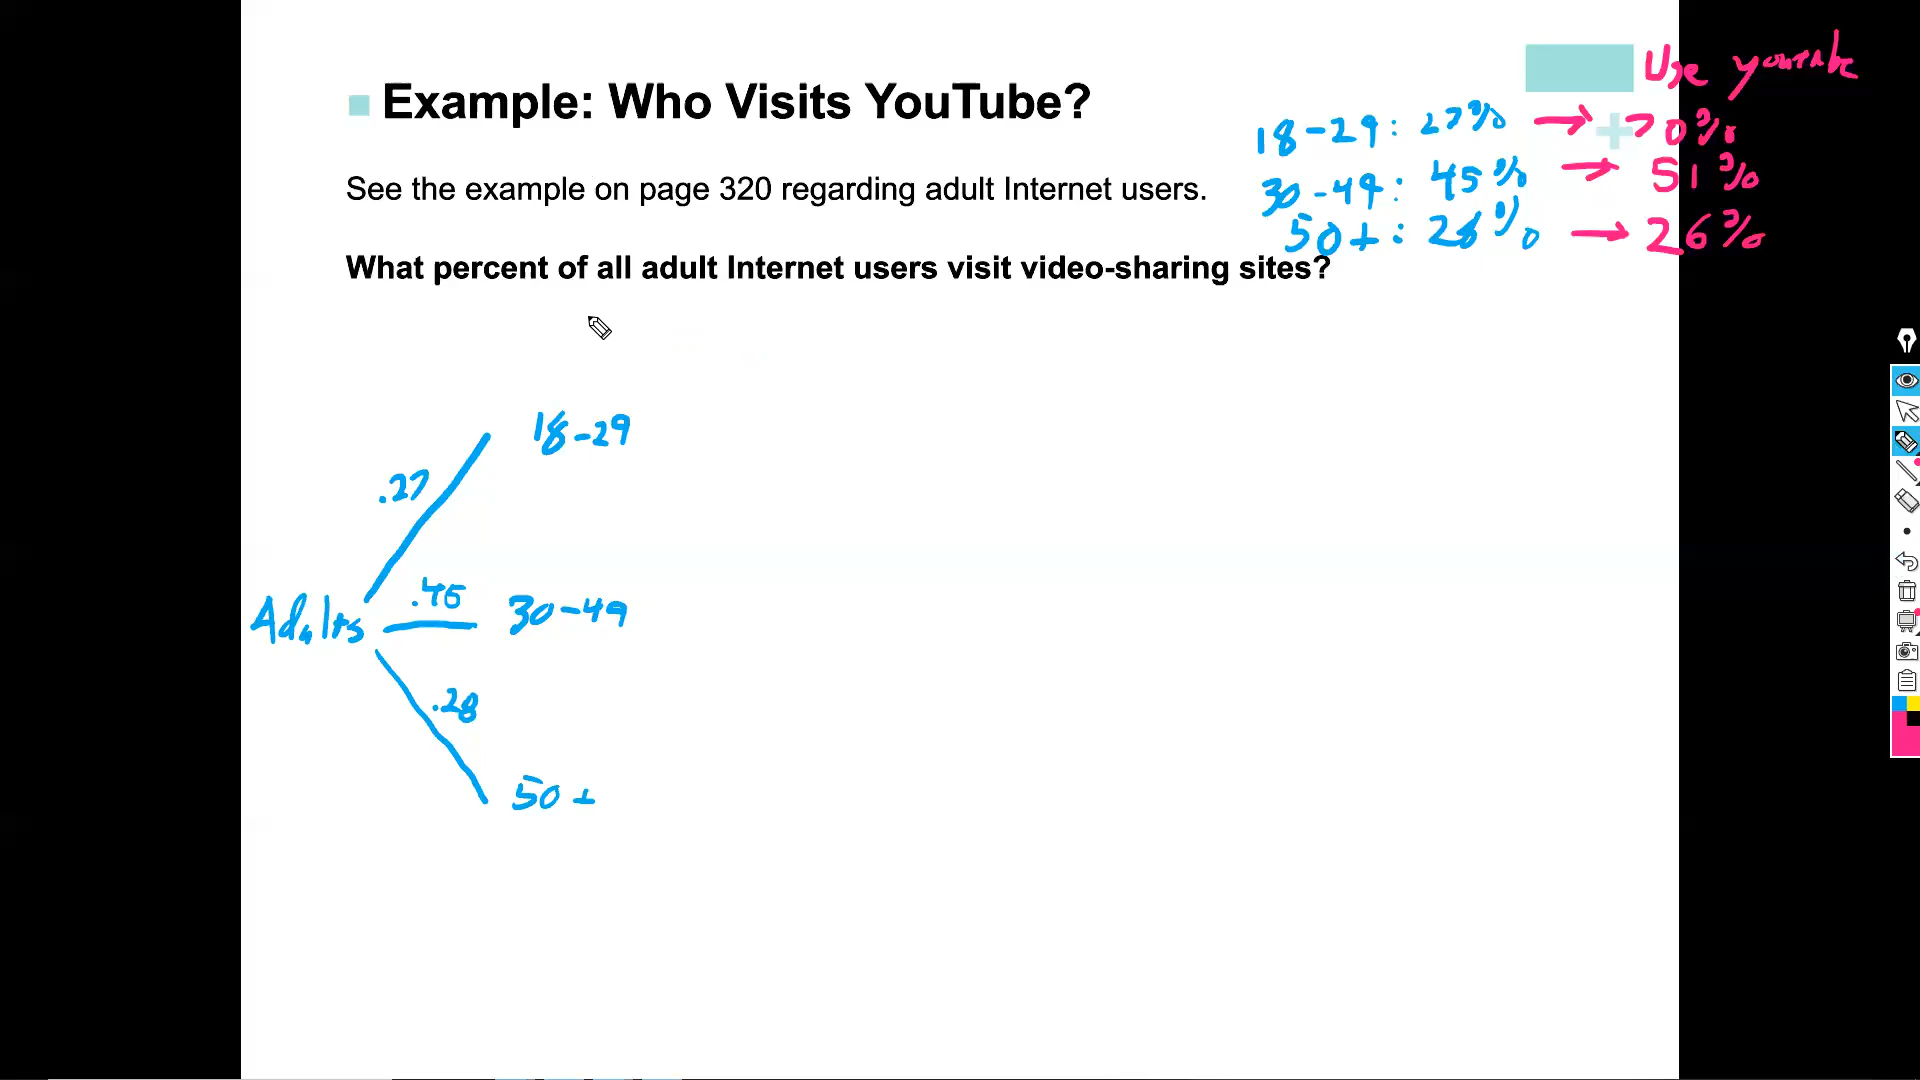 Example: Who Visits YouTube?
Use youtube
18-29: 27% → 70%
See the example on page 320 regarding adult Internet users.
30-49: 45% → 51%
50+: 28% → 26%
What percent of all adult Internet users visit video-sharing sites?
18-29
.27
Adults
.45
30-49
.28
50+